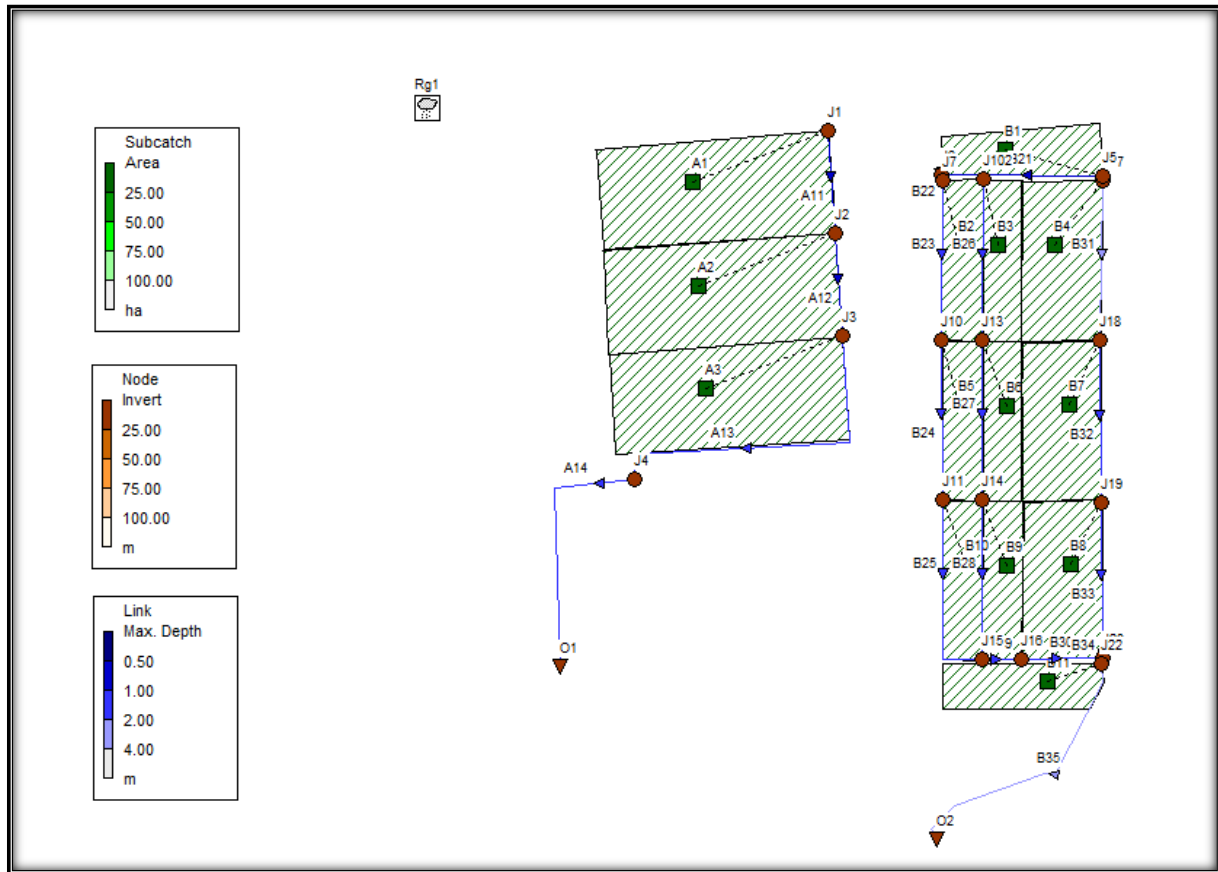 Rg1
Subcatch
Area
25.00
50.00
75.00
100.00
ha
Node
Invert
25.00
50.00
75.00
100.00
m
Link
Max. Depth
0.50
1.00
2.00
4.00
m
J1
A1
A11
J2
A2
A12
J3
A3
A13
J4
A14
O1
B1
J7
J10
B21
J5
B22
B2
B3
B4
B23
B26
B31
J10
J13
J18
B5
B6
B7
B27
B24
B32
J11
J14
J19
B10
B9
B8
B25
B28
B33
J15
J16
B30
B34
J22
B11
B35
O2